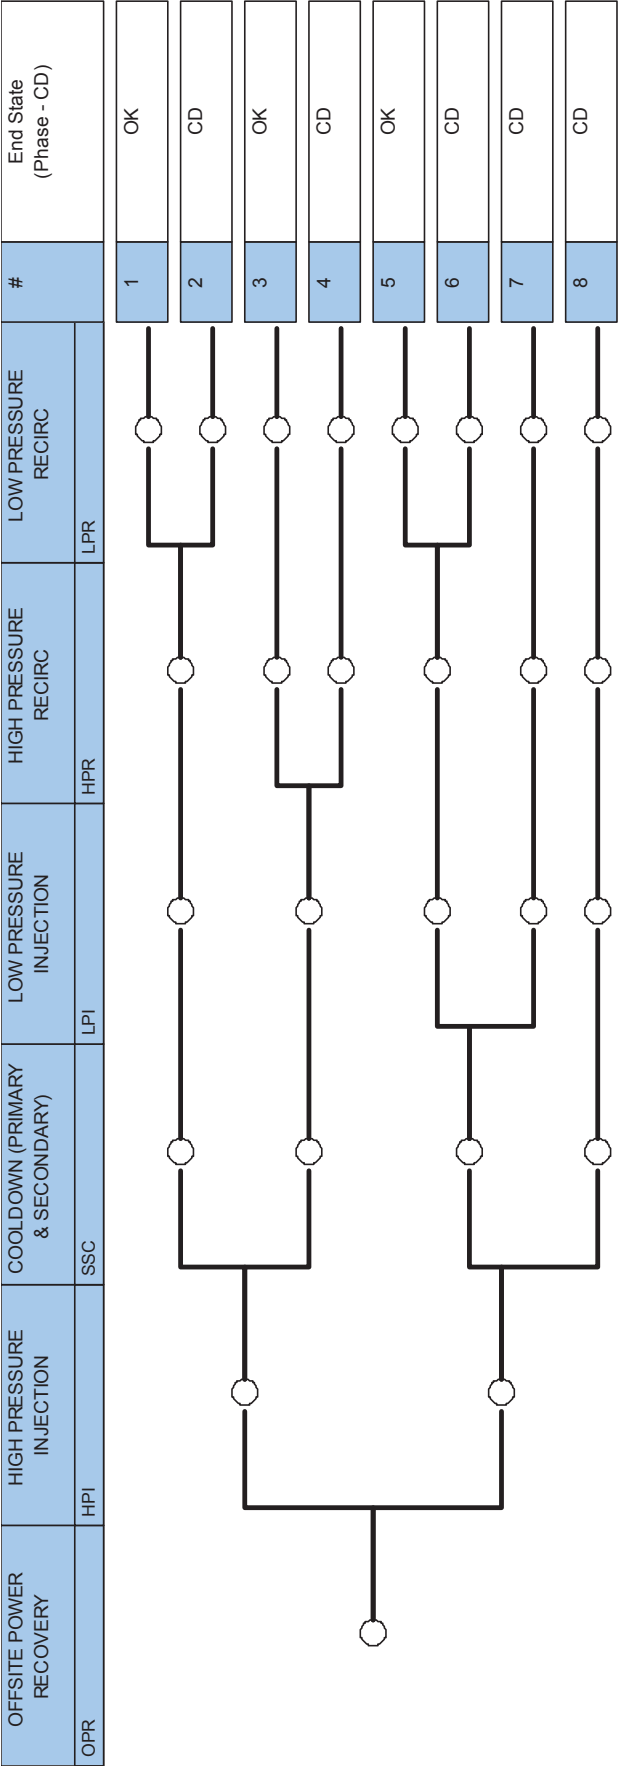 OFFSITE POWER
RECOVERY
OPR
HIGH PRESSURE
INJECTION
HPI
COOLDOWN (PRIMARY
& SECONDARY)
SSC
LOW PRESSURE
INJECTION
LPI
HIGH PRESSURE
RECIRC
HPR
LOW PRESSURE
RECIRC
LPR
#
End State
(Phase - CD)
1 OK
2 CD
3 OK
4 CD
5 OK
6 CD
7 CD
8 CD